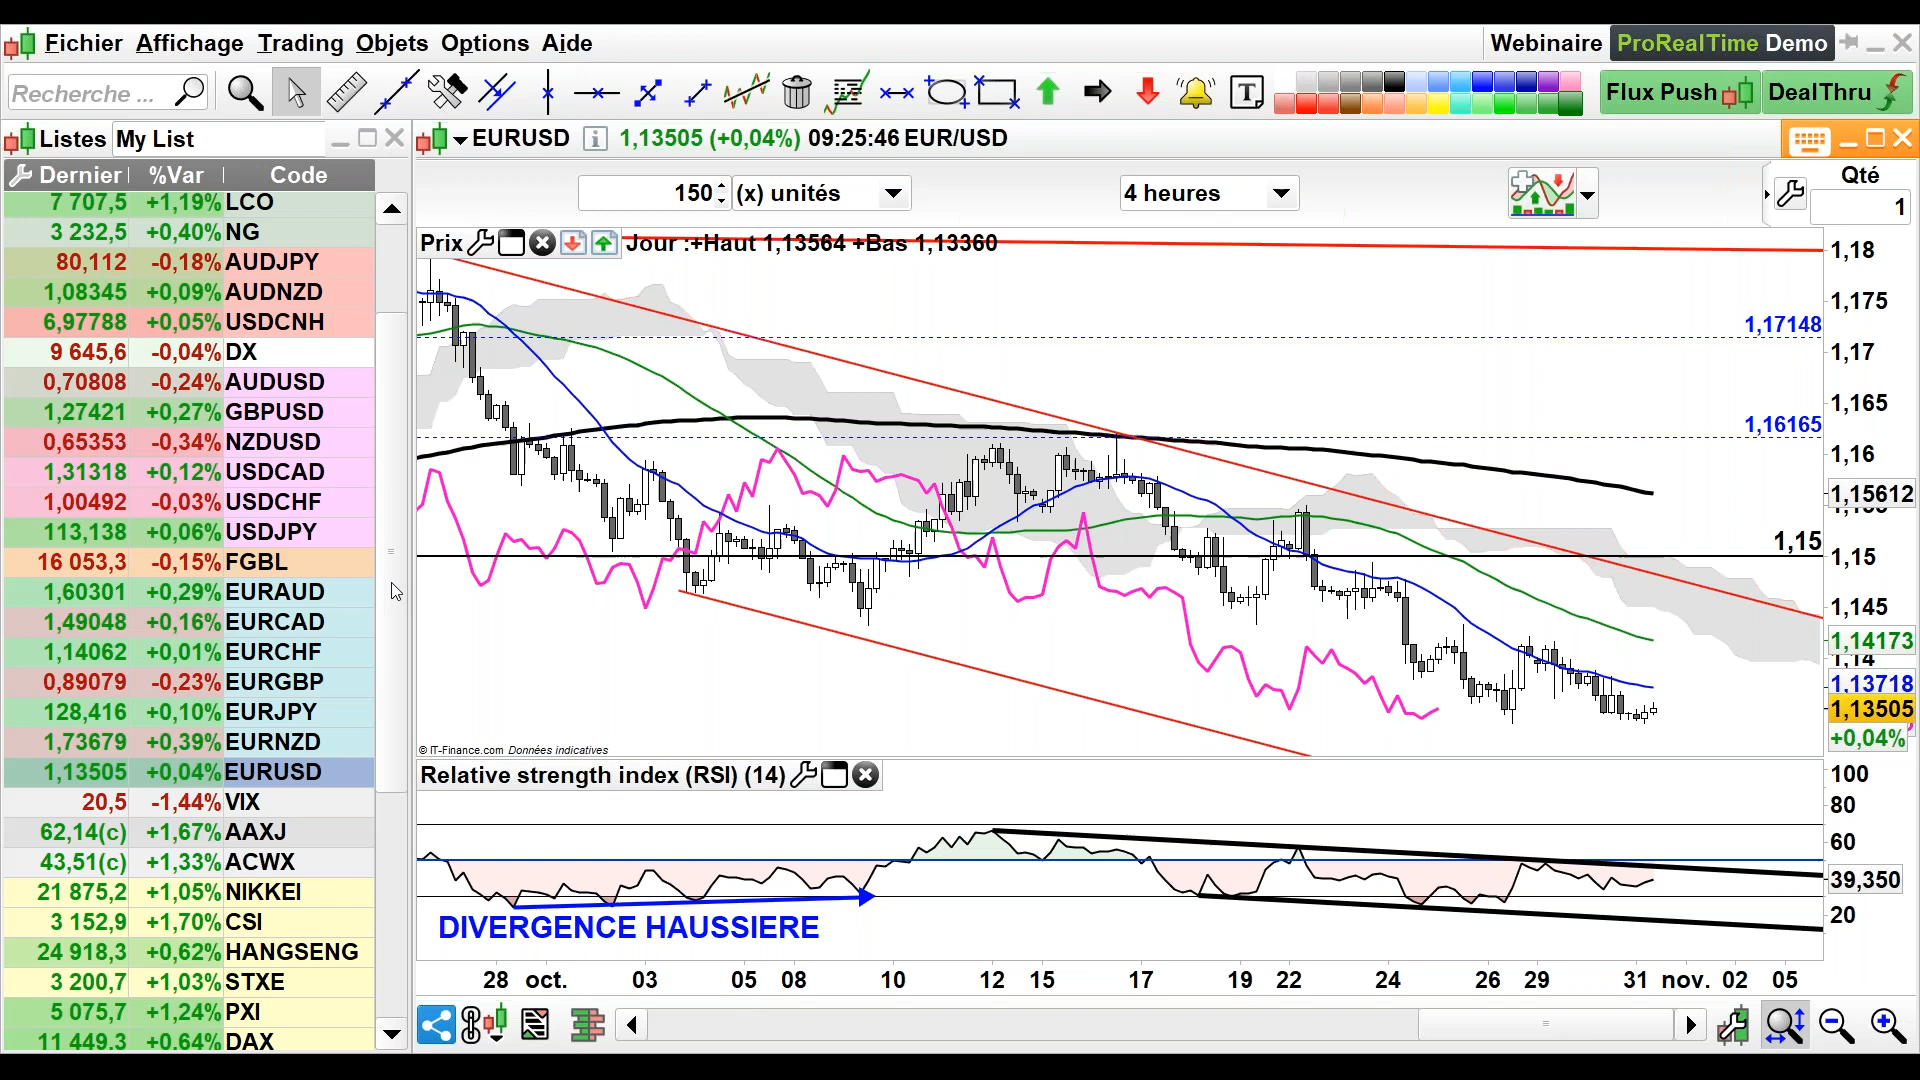 Fichier Affichage Trading Objets Options Aide
Webinaire ProRealTime Demo
Recherche ...
T
Flux Push
DealThru
Listes My List
EURUSD i 1,13505 (+0,04%) 09:25:46 EUR/USD
Dernier %Var Code
7 707,5 +1,19% LCO
3 232,5 +0,40% NG
80,112 -0,18% AUDJPY
1,08345 +0,09% AUDNZD
6,97788 +0,05% USDCNH
9 645,6 -0,04% DX
0,70808 -0,24% AUDUSD
1,27421 +0,27% GBPUSD
0,65353 -0,34% NZDUSD
1,31318 +0,12% USDCAD
1,00492 -0,03% USDCHF
113,138 +0,06% USDJPY
16 053,3 -0,15% FGBL
1,60301 +0,29% EURAUD
1,49048 +0,16% EURCAD
1,14062 +0,01% EURCHF
0,89079 -0,23% EURGBP
128,416 +0,10% EURJPY
1,73679 +0,39% EURNZD
1,13505 +0,04% EURUSD
20,5 -1,44% VIX
62,14(c) +1,67% AAXJ
43,51(c) +1,33% ACWX
21 875,2 +1,05% NIKKEI
3 152,9 +1,70% CSI
24 918,3 +0,62% HANGSENG
3 200,7 +1,03% STXE
5 075,7 +1,24% PXI
11 449,3 +0,64% DAX
150 (x) unités
4 heures
Qté
1
Prix Jour :+Haut 1,13564 +Bas 1,13360
1,18
1,175
1,17148
1,17
1,165
1,16165
1,16
1,15612
1,15
1,15
1,145
1,14173
1,14
1,13718
1,13505
+0,04%
© IT-Finance.com Données indicatives
Relative strength index (RSI) (14)
100
80
60
39,350
20
DIVERGENCE HAUSSIERE
28 oct. 03 05 08 10 12 15 17 19 22 24 26 29 31 nov. 02 05